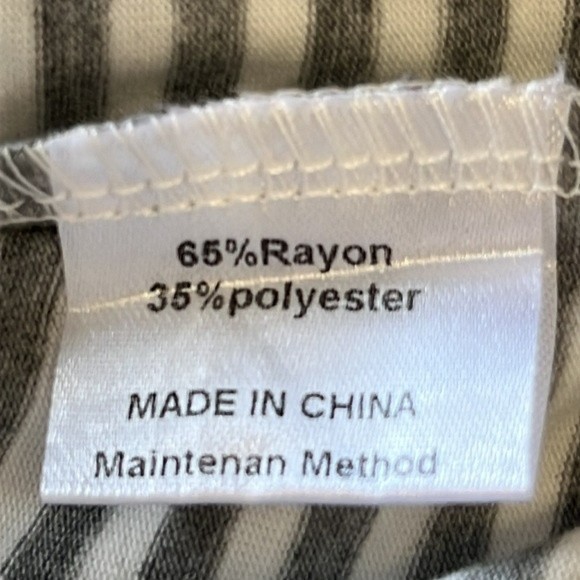 65%Rayon
35%polyester
MADE IN CHINA
Maintenan Method